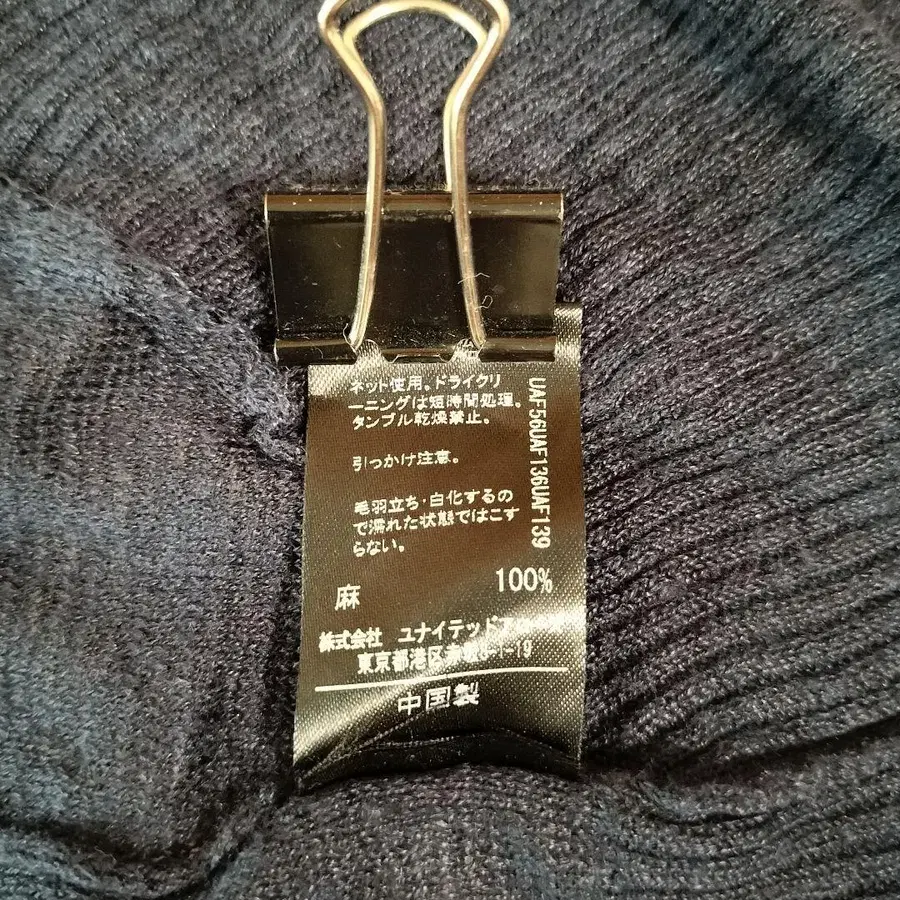 ネット使用。ドライクリ
ーニングは短時間処理。
タンブル乾燥禁止。
引っかけ注意。
毛羽立ち・白化するの
で濡れた状態ではこす
らない。
麻 100%
株式会社 ユナイテッド
東京都港区 -19
中国製
UAF56UAF136UAF139